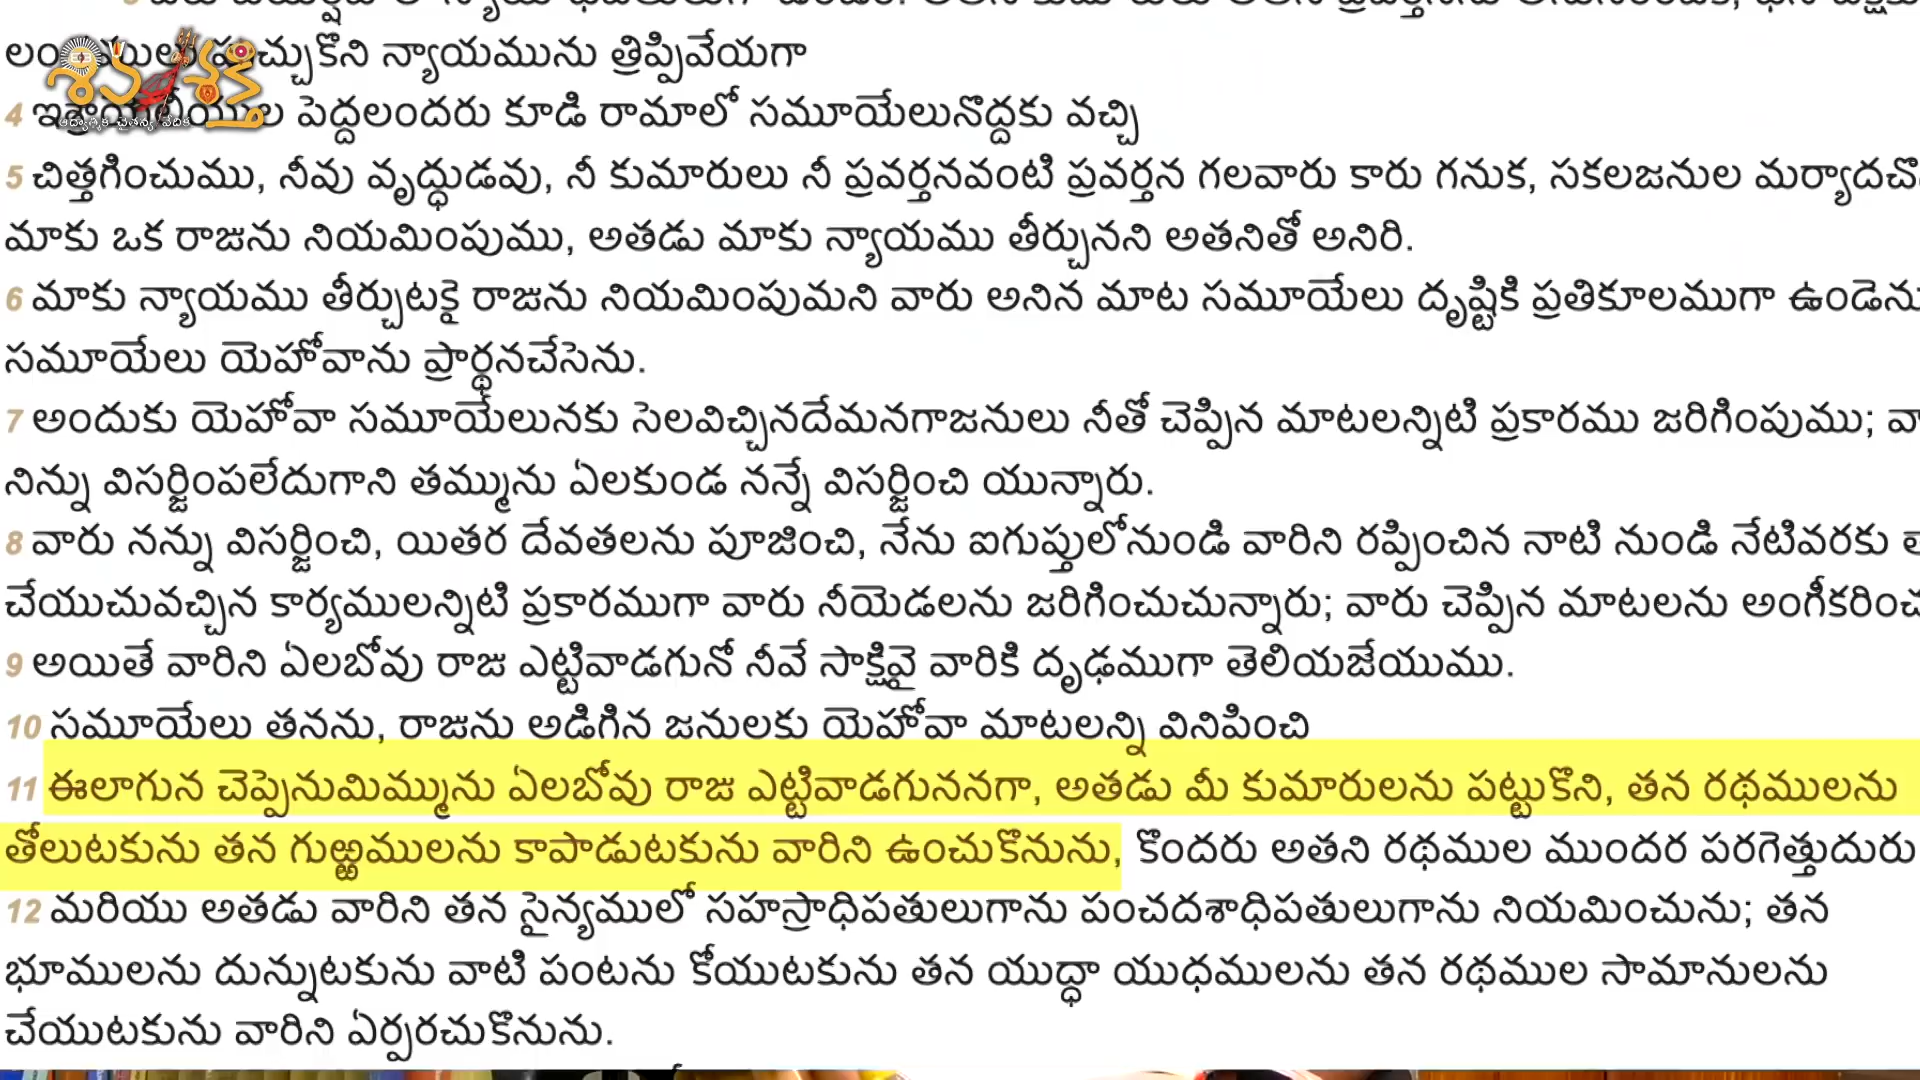 న్యాయమును త్రిప్పివేయగా
శివ శక్తి
ఆధ్యాత్మిక చైతన్య వేదిక
4 పెద్దలందరు కూడి రామాలో సమూయేలునొద్దకు వచ్చి
5 చిత్తగించుము, నీవు వృద్ధుడవు, నీ కుమారులు నీ ప్రవర్తనవంటి ప్రవర్తన గలవారు కారు గనుక, సకలజనుల
మాకు ఒక రాజును నియమింపుము, అతడు మాకు న్యాయము తీర్చునని అతనితో అనిరి.
6 మాకు న్యాయము తీర్చుటకై రాజును నియమింపుమని వారు అనిన మాట సమూయేలు దృష్టికి ప్రతికూలముగా
సమూయేలు యెహోవాను ప్రార్థనచేసెను.
7 అందుకు యెహోవా సమూయేలునకు సెలవిచ్చినదేమనగాజనులు నీతో చెప్పిన మాటలన్నిటి ప్రకారము జరిగింపుము;
నిన్ను విసర్జింపలేదుగాని తమ్మును ఏలకుండ నన్నే విసర్జించి యున్నారు.
8 వారు నన్ను విసర్జించి, యితర దేవతలను పూజించి, నేను ఐగుప్తులోనుండి వారిని రప్పించిన నాటి నుండి నేటివరకు
చేయుచువచ్చిన కార్యములన్నిటి ప్రకారముగా వారు నీయెడలను జరిగించుచున్నారు; వారు చెప్పిన మాటలను
9 అయితే వారిని ఏలబోవు రాజు ఎట్టివాడగునో నీవే సాక్షివై వారికి దృఢముగా తెలియజేయుము.
10 సమూయేలు తనను, రాజును అడిగిన జనులకు యెహోవా మాటలన్ని వినిపించి
11 ఈలాగున చెప్పెనుమిమ్మును ఏలబోవు రాజు ఎట్టివాడగుననగా, అతడు మీ కుమారులను పట్టుకొని, తన రథములను
తోలుటకును తన గుఱ్ఱములను కాపాడుటకును వారిని ఉంచుకొనును, కొందరు అతని రథముల ముందర పరగెత్తుదురు
12 మరియు అతడు వారిని తన సైన్యములో సహస్రాధిపతులుగాను పంచదశాధిపతులుగాను నియమించును; తన
భూములను దున్నుటకును వాటి పంటను కోయుటకును తన యుద్ధా యుధములను తన రథముల సామానులను
చేయుటకును వారిని ఏర్పరచుకొనును.